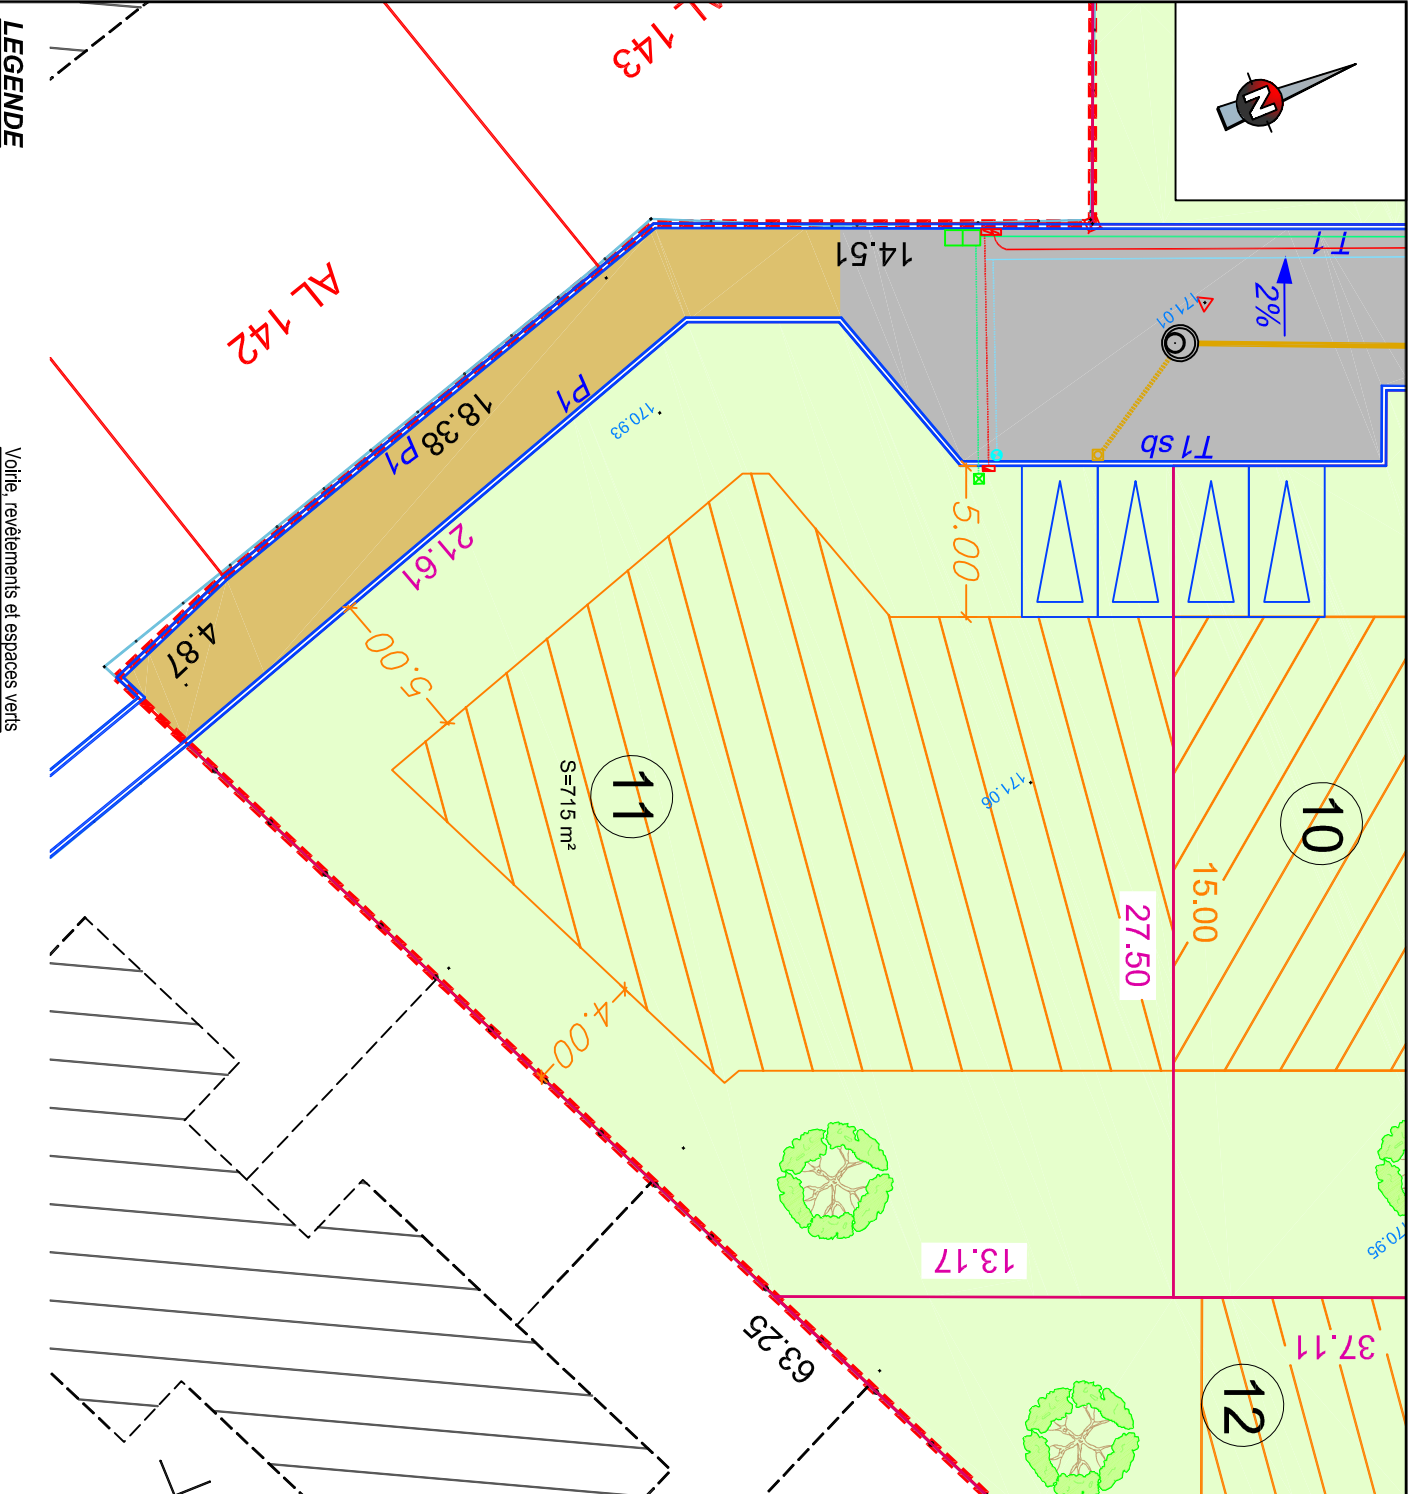 LEGENDE
Voirie, revêtements et espaces verts
AL 143
AL 142
N
14.51
T1
2%
171.01
T1sb
18.38
P1
P1
170.93
21.61
4.87
5.00
5.00
11
S=715 m²
171.06
10
15.00
27.50
4.00
13.17
170.95
63.25
37.11
12